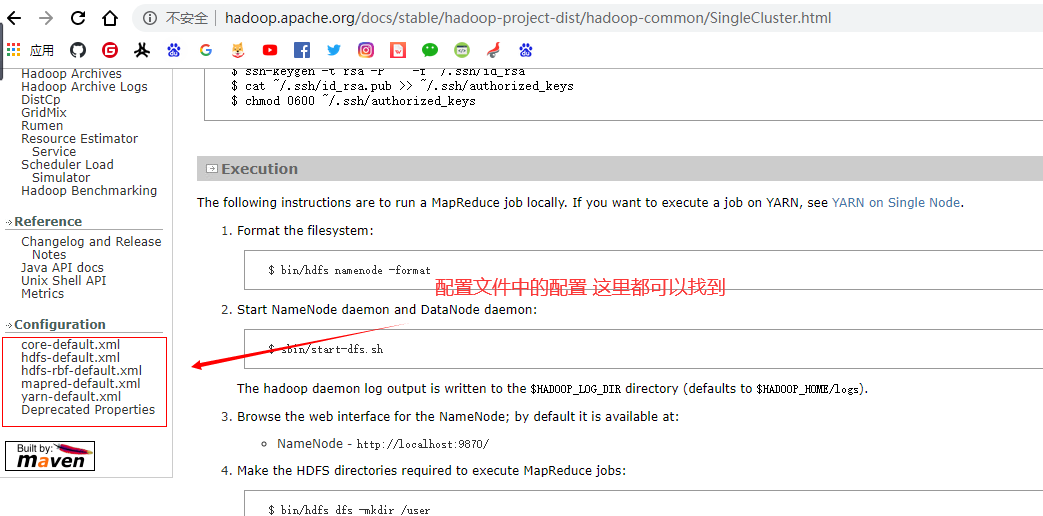 不安全 | hadoop.apache.org/docs/stable/hadoop-project-dist/hadoop-common/SingleCluster.html
应用
Hadoop Archives
Hadoop Archive Logs
DistCp
GridMix
Rumen
Resource Estimator
Service
Scheduler Load
Simulator
Hadoop Benchmarking
Reference
Changelog and Release
Notes
Java API docs
Unix Shell API
Metrics
Configuration
core-default.xml
hdfs-default.xml
hdfs-rbf-default.xml
mapred-default.xml
yarn-default.xml
Deprecated Properties
Built by:
maven
$ ssh-keygen -t rsa -P    -f ~/.ssh/id_rsa
$ cat ~/.ssh/id_rsa.pub >> ~/.ssh/authorized_keys
$ chmod 0600 ~/.ssh/authorized_keys
Execution
The following instructions are to run a MapReduce job locally. If you want to execute a job on YARN, see YARN on Single Node.
1. Format the filesystem:
$ bin/hdfs namenode -format
配置文件中的配置 这里都可以找到
2. Start NameNode daemon and DataNode daemon:
$ sbin/start-dfs.sh
The hadoop daemon log output is written to the $HADOOP_LOG_DIR directory (defaults to $HADOOP_HOME/logs).
3. Browse the web interface for the NameNode; by default it is available at:
NameNode - http://localhost:9870/
4. Make the HDFS directories required to execute MapReduce jobs:
$ bin/hdfs dfs -mkdir /user